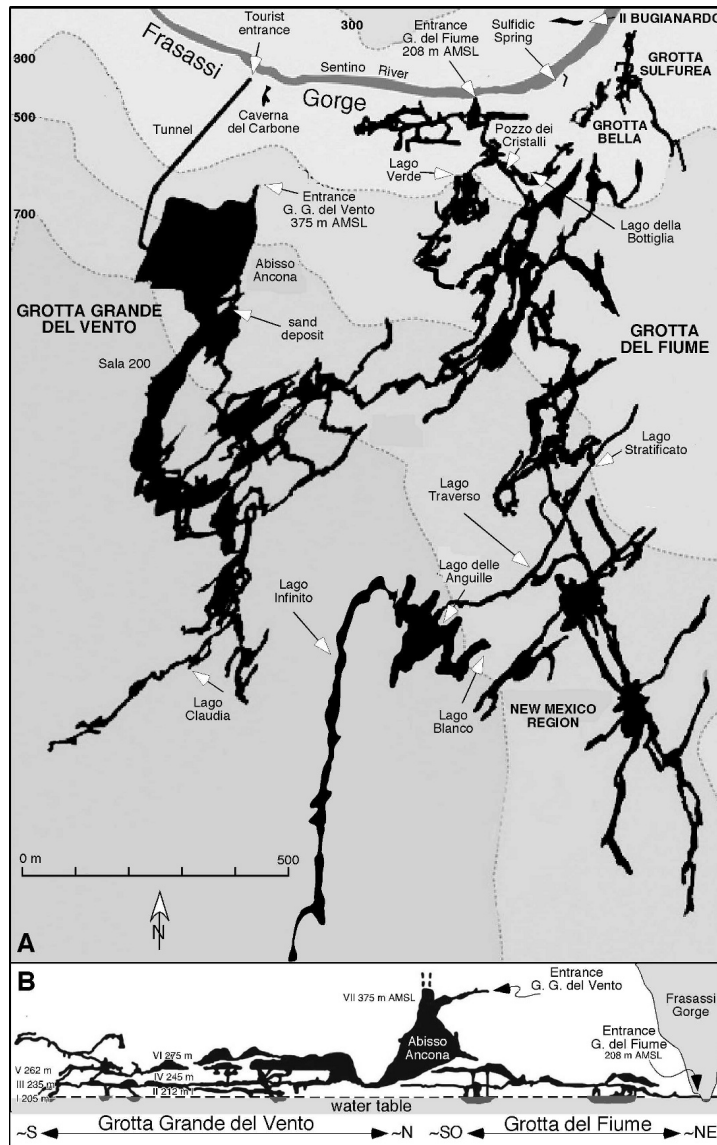 300
Tourist
entrance
Entrance
G. del Fiume
208 m AMSL
Sulfidic
Spring
Il BUGIANARDO
300
Frasassi
Sentino River
Gorge
GROTTA
SULFUREA
500
Caverna
del Carbone
Tunnel
Pozzo dei
Cristalli
GROTTA
BELLA
Lago
Verde
Entrance
G. G. del Vento
375 m AMSL
Lago della
Bottiglia
700
Abisso
Ancona
GROTTA GRANDE
DEL VENTO
sand
deposit
GROTTA
DEL FIUME
Sala 200
Lago
Stratificato
Lago
Traverso
Lago delle
Anguille
Lago
Infinito
Lago
Claudia
Lago
Blanco
NEW MEXICO
REGION
0 m
500
N
A
B
VII 375 m AMSL
Entrance
G. G. del Vento
Frasassi
Gorge
Abisso
Ancona
Entrance
G. del Fiume
208 m AMSL
VI 275 m
V 262 m
IV 245 m
III 235 m
II 212 m
I 205 m
water table
~S
Grotta Grande del Vento
~N
~SO
Grotta del Fiume
~NE